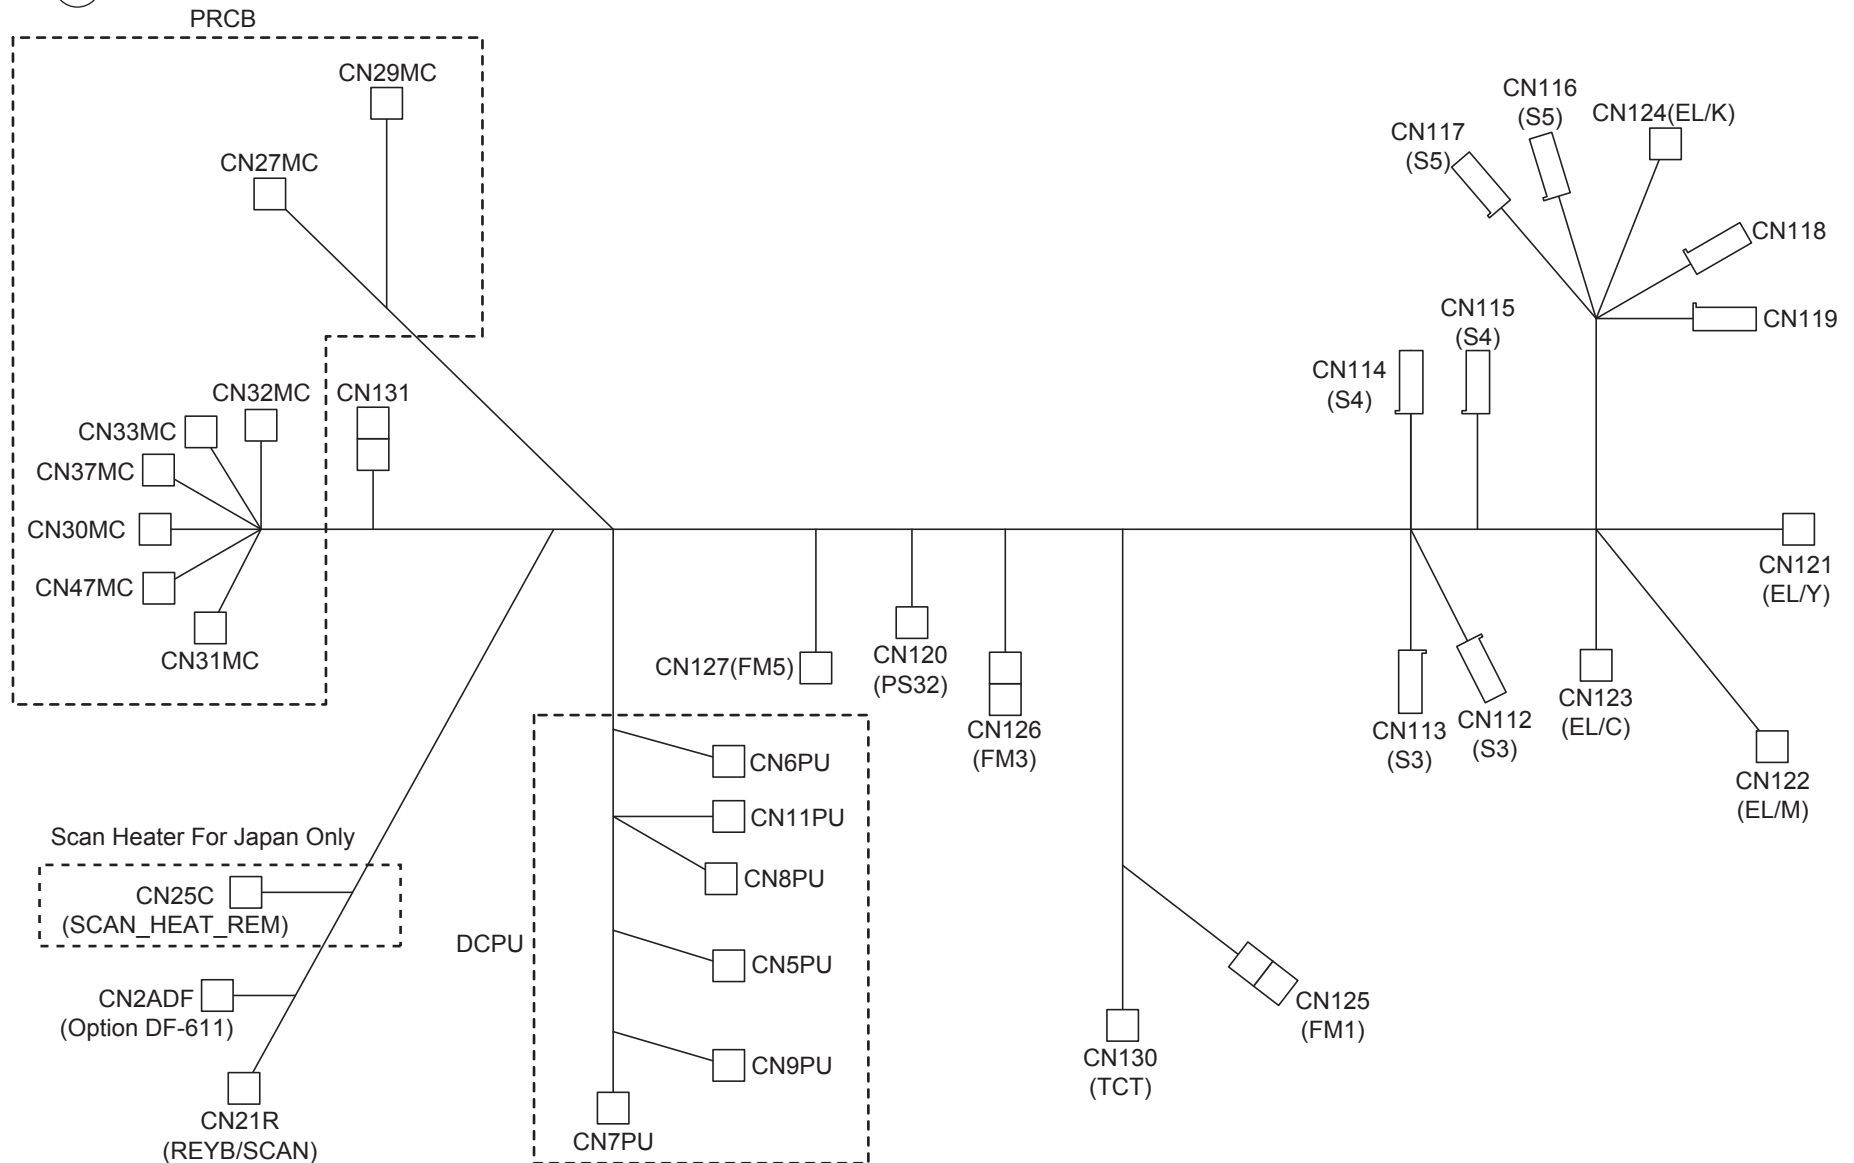 PRCB
CN29MC
CN27MC
CN116
(S5)
CN124(EL/K)
CN117
(S5)
CN118
CN115
(S4)
CN119
CN114
(S4)
CN32MC
CN131
CN33MC
CN37MC
CN30MC
CN47MC
CN31MC
CN121
(EL/Y)
CN127(FM5)
CN120
(PS32)
CN126
(FM3)
CN113
(S3)
CN112
(S3)
CN123
(EL/C)
CN122
(EL/M)
CN6PU
CN11PU
CN8PU
DCPU
CN5PU
CN9PU
CN7PU
Scan Heater For Japan Only
CN25C
(SCAN_HEAT_REM)
CN2ADF
(Option DF-611)
CN21R
(REYB/SCAN)
CN125
(FM1)
CN130
(TCT)